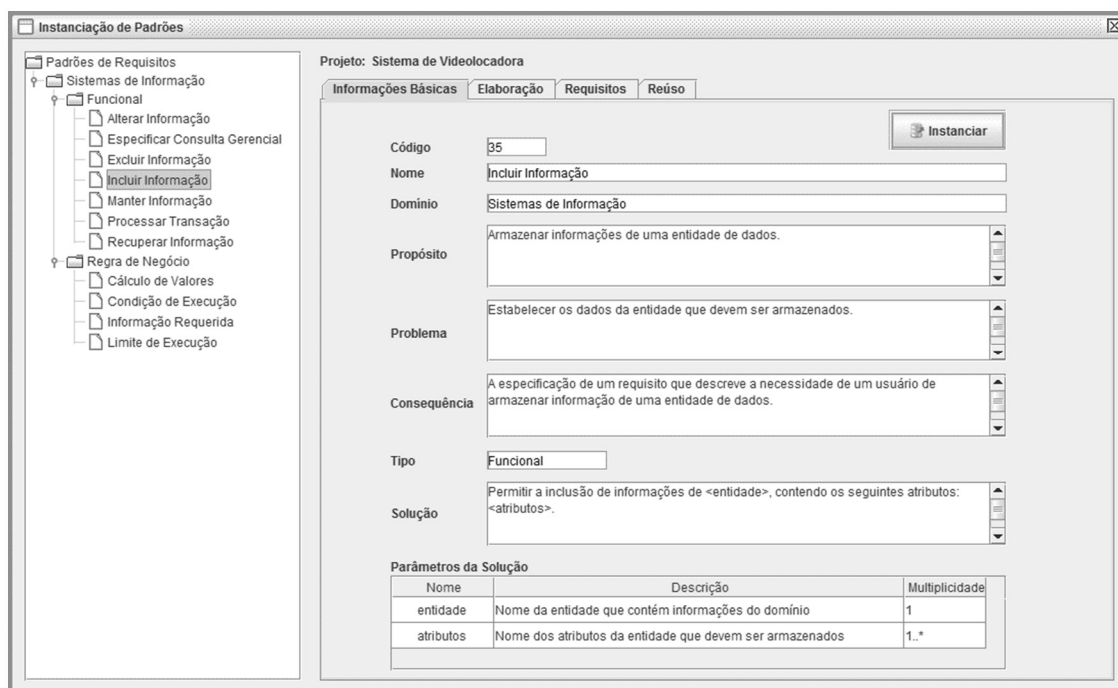 Instanciação de Padrões
Padrões de Requisitos
Sistemas de Informação
Funcional
Alterar Informação
Especificar Consulta Gerencial
Excluir Informação
Incluir Informação
Manter Informação
Processar Transação
Recuperar Informação
Regra de Negócio
Cálculo de Valores
Condição de Execução
Informação Requerida
Limite de Execução
Projeto: Sistema de Videolocadora
Informações Básicas Elaboração Requisitos Reúso
Instanciar
Código 35
Nome Incluir Informação
Domínio Sistemas de Informação
Propósito Armazenar informações de uma entidade de dados.
Problema Estabelecer os dados da entidade que devem ser armazenados.
Consequência A especificação de um requisito que descreve a necessidade de um usuário de
armazenar informação de uma entidade de dados.
Tipo Funcional
Solução Permitir a inclusão de informações de <entidade>, contendo os seguintes atributos:
<atributos>.
Parâmetros da Solução
Nome Descrição Multiplicidade
entidade Nome da entidade que contém informações do domínio 1
atributos Nome dos atributos da entidade que devem ser armazenados 1..*